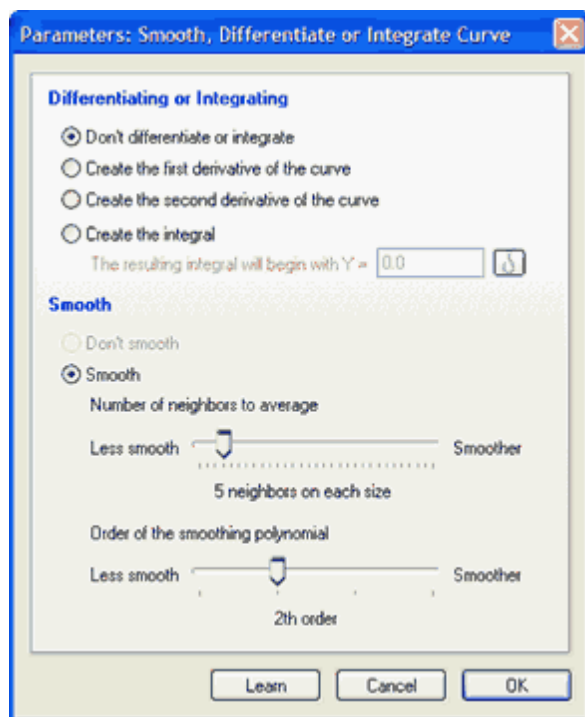 Parameters: Smooth, Differentiate or Integrate Curve
Differentiating or Integrating
Don't differentiate or integrate
Create the first derivative of the curve
Create the second derivative of the curve
Create the integral
The resulting integral will begin with Y = 0.0
Smooth
Don't smooth
Smooth
Number of neighbors to average
Less smooth Smoother
5 neighbors on each size
Order of the smoothing polynomial
Less smooth Smoother
2th order
Learn Cancel OK